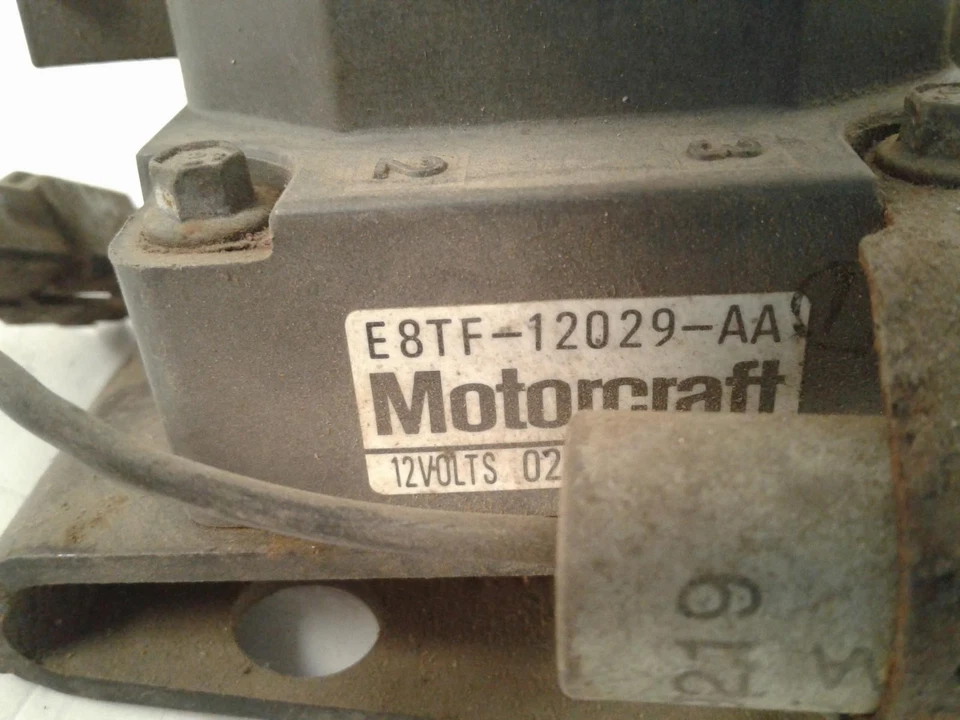 2 3
E8TF-12029-AA
Motorcraft
12VOLTS 02
219